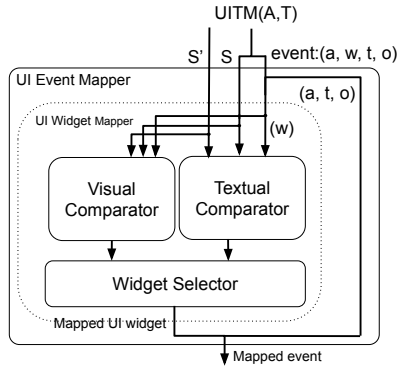 UITM(A,T)
S'
S
event:(a, w, t, o)
UI Event Mapper
(a, t, o)
UI Widget Mapper
(w)
Visual
Comparator
Textual
Comparator
Widget Selector
Mapped UI widget
Mapped event